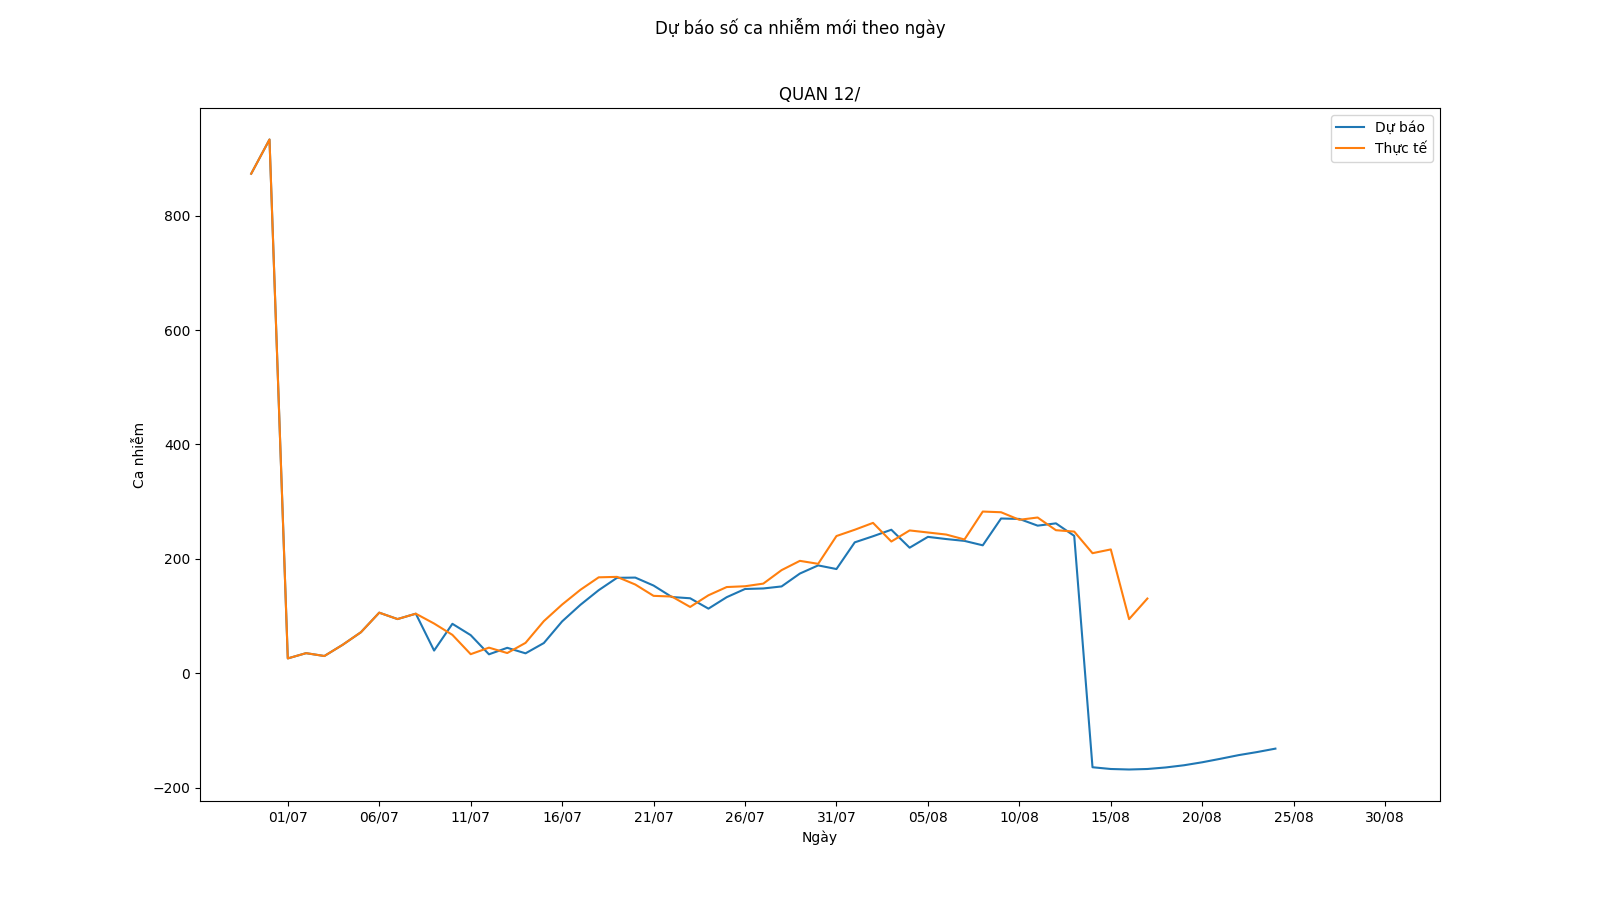 Dự báo số ca nhiễm mới theo ngày
QUAN 12/
Dự báo
Thực tế
800
600
400
200
0
−200
Ca nhiễm
01/07 06/07 11/07 16/07 21/07 26/07 31/07 05/08 10/08 15/08 20/08 25/08 30/08
Ngày